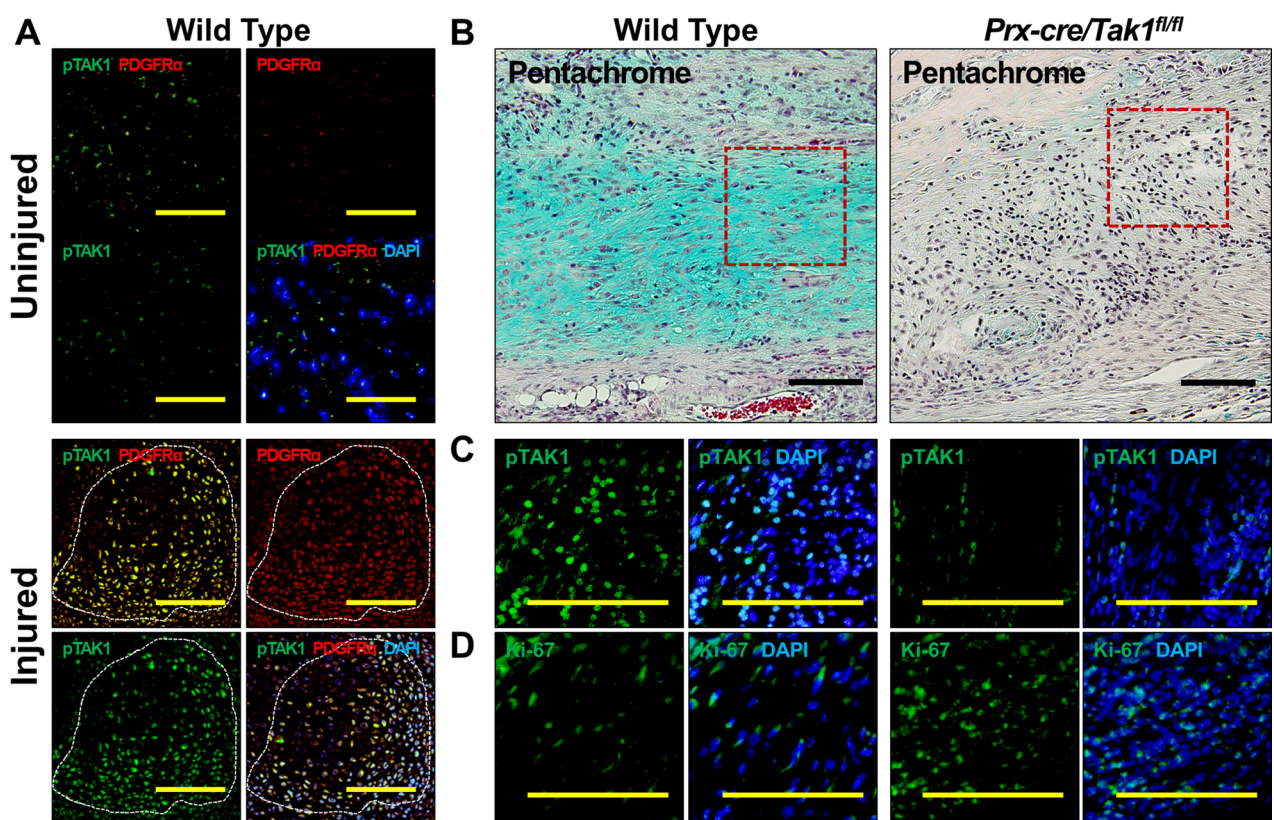 A
Wild Type
Uninjured
pTAK1 PDGFRα
PDGFRα
pTAK1
pTAK1 PDGFRα DAPI
Injured
pTAK1 PDGFRα
PDGFRα
pTAK1
pTAK1 PDGFRα DAPI
B
Wild Type
Prx-cre/Tak1fl/fl
Pentachrome
Pentachrome
C
pTAK1
pTAK1 DAPI
pTAK1
pTAK1 DAPI
D
Ki-67
Ki-67 DAPI
Ki-67
Ki-67 DAPI